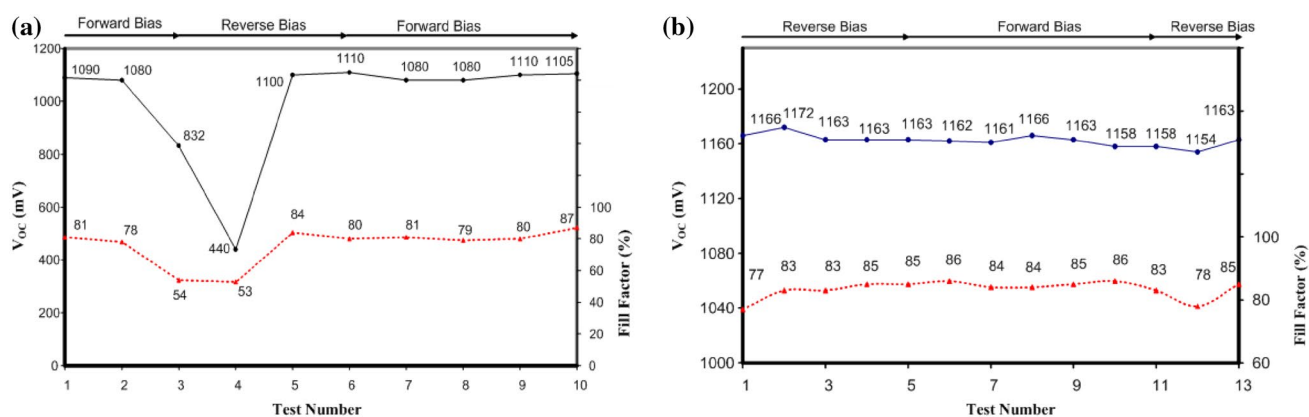 (a)
Forward Bias Reverse Bias Forward Bias
1200
1000
800
600
400
200
0
V_OC (mV)
1090 1080 832 440 1100 1110 1080 1080 1110 1105
81 78 54 53 84 80 81 79 80 87
100
80
60
40
20
0
Fill Factor (%)
1 2 3 4 5 6 7 8 9 10
Test Number
(b)
Reverse Bias Forward Bias Reverse Bias
1200
1160
1120
1080
1040
1000
V_OC (mV)
1166 1172 1163 1163 1163 1162 1161 1166 1163 1158 1158 1154 1163
77 83 83 85 85 86 84 84 85 86 83 78 85
100
80
60
Fill Factor (%)
1 3 5 7 9 11 13
Test Number